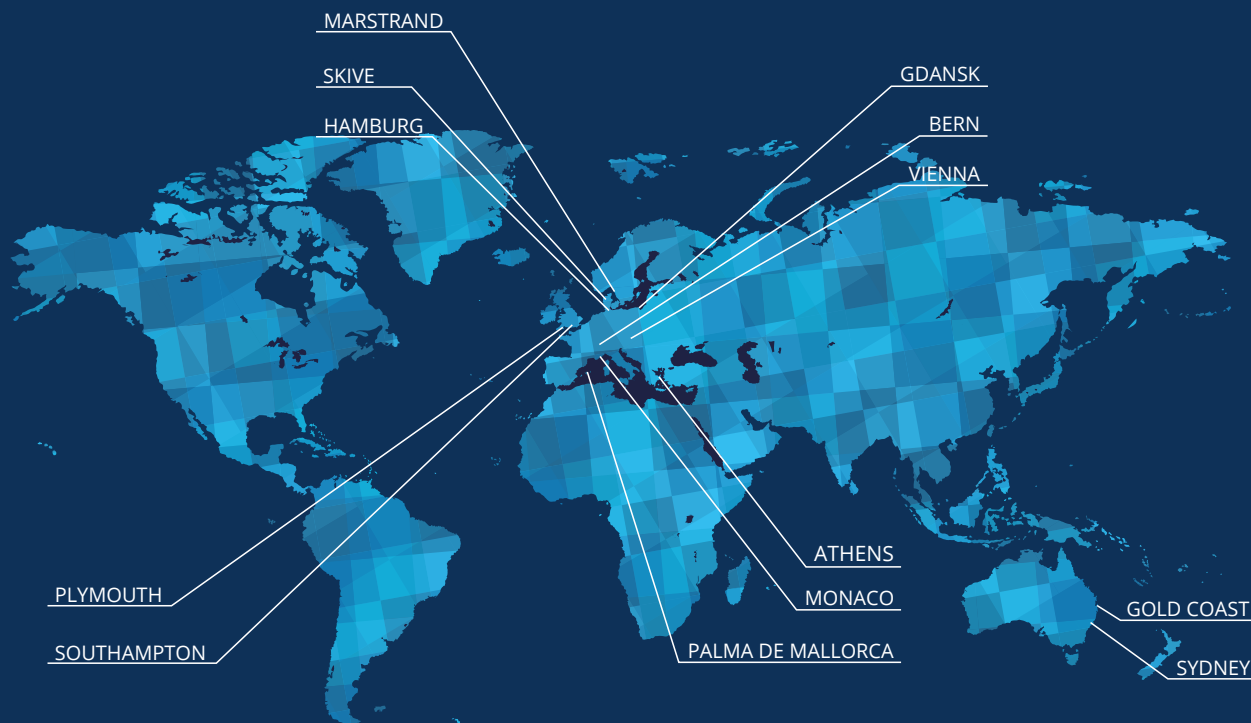 MARSTRAND
SKIVE
HAMBURG
GDANSK
BERN
VIENNA
PLYMOUTH
SOUTHAMPTON
ATHENS
MONACO
PALMA DE MALLORCA
GOLD COAST
SYDNEY